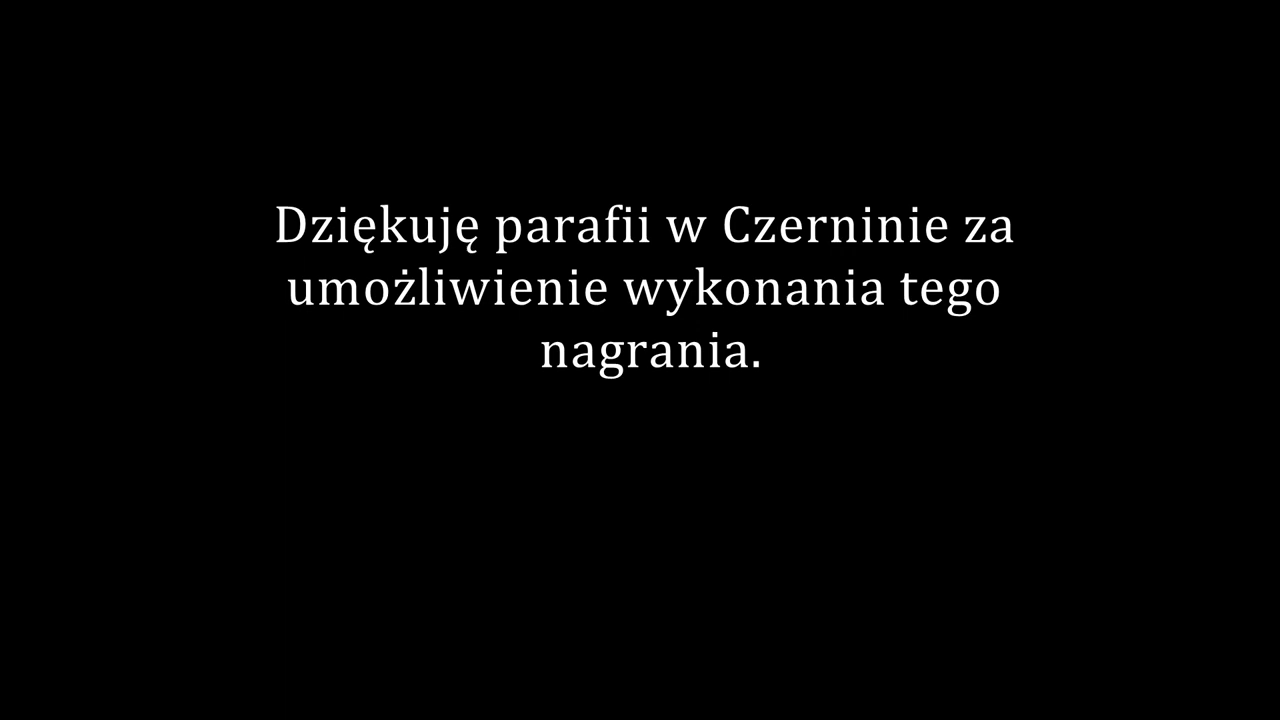 Dziękuję parafii w Czerninie za
umożliwienie wykonania tego
nagrania.